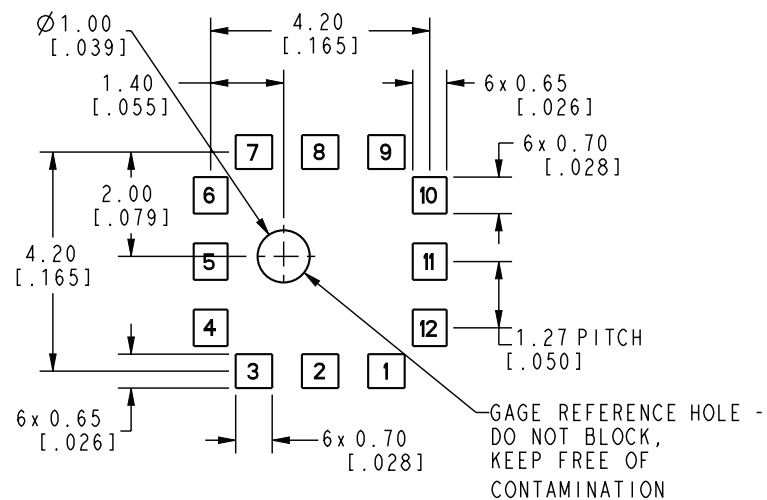 Ø1.00
[.039]
4.20
[.165]
1.40
[.055]
6x 0.65
[.026]
6x 0.70
[.028]
7 8 9
6 10
2.00
[.079]
4.20
[.165]
5 11
4 12
1.27 PITCH
[.050]
3 2 1
6x 0.65
[.026]
6x 0.70
[.028]
GAGE REFERENCE HOLE -
DO NOT BLOCK,
KEEP FREE OF
CONTAMINATION